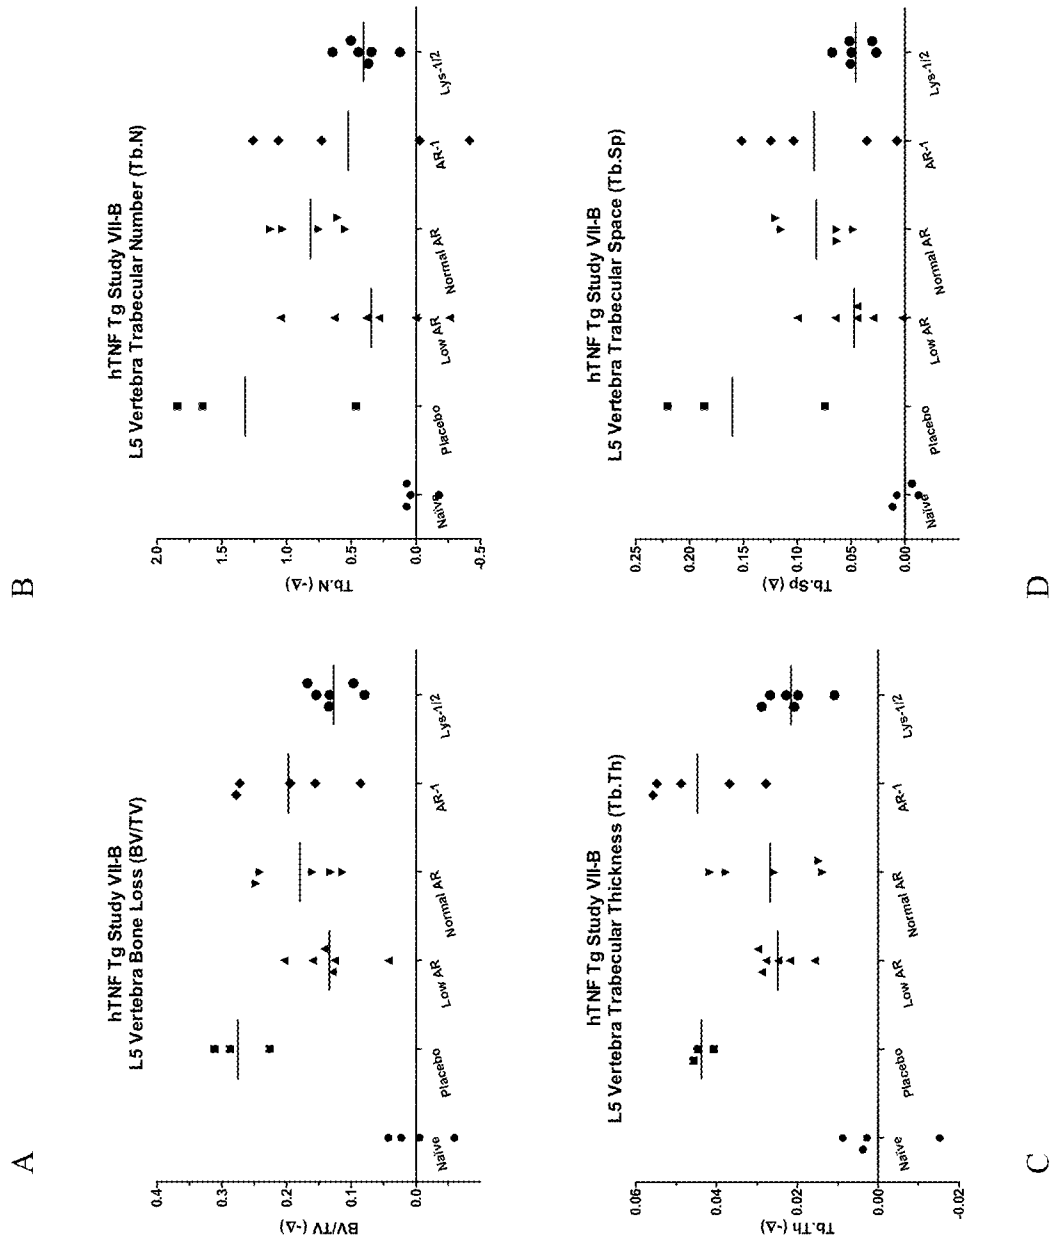 A
hTNF Tg Study VII-B
L5 Vertebra Bone Loss (BV/TV)
BV/TV (-Δ)
0.4
0.3
0.2
0.1
0.0
Naïve
Placebo
Low AR
Normal AR
AR-1
Lys-1/2
B
hTNF Tg Study VII-B
L5 Vertebra Trabecular Number (Tb.N)
Tb.N (-Δ)
2.0
1.5
1.0
0.5
0.0
-0.5
Naïve
Placebo
Low AR
Normal AR
AR-1
Lys-1/2
C
hTNF Tg Study VII-B
L5 Vertebra Trabecular Thickness (Tb.Th)
Tb.Th (-Δ)
0.06
0.04
0.02
0.00
-0.02
Naïve
Placebo
Low AR
Normal AR
AR-1
Lys-1/2
D
hTNF Tg Study VII-B
L5 Vertebra Trabecular Space (Tb.Sp)
Tb.Sp (Δ)
0.25
0.20
0.15
0.10
0.05
0.00
Naïve
Placebo
Low AR
Normal AR
AR-1
Lys-1/2